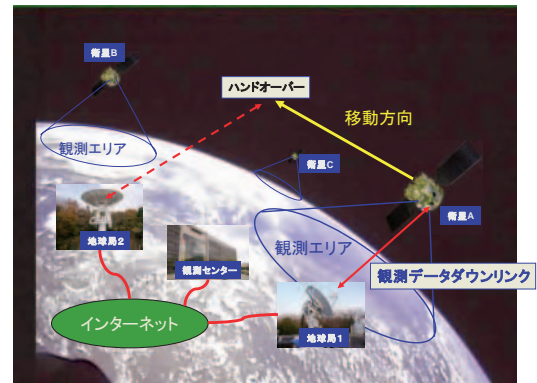 衛星B
ハンドオーバー
移動方向
観測エリア
衛星C
衛星A
地球局2
観測エリア
観測センター
観測データダウンリンク
インターネット
地球局1